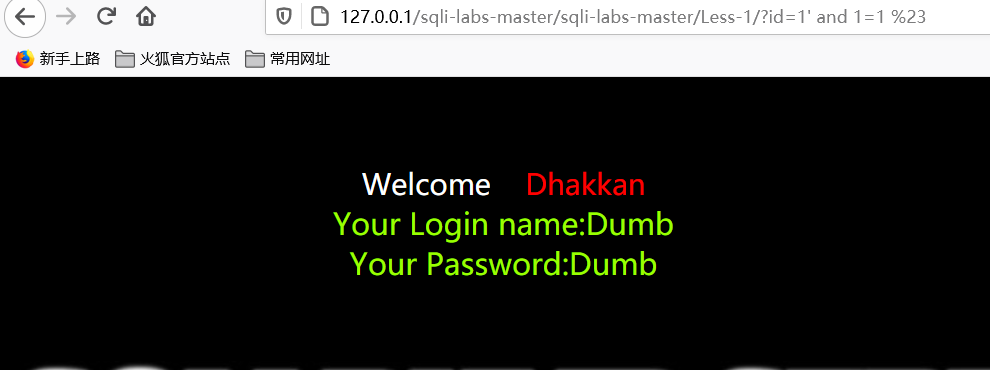 127.0.0.1/sqli-labs-master/sqli-labs-master/Less-1/?id=1' and 1=1 %23
新手上路 火狐官方站点 常用网址
Welcome Dhakkan
Your Login name:Dumb
Your Password:Dumb